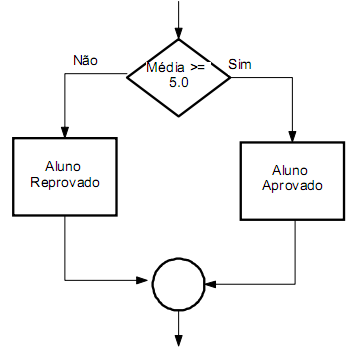 Não
Média >=
5.0
Sim
Aluno
Reprovado
Aluno
Aprovado